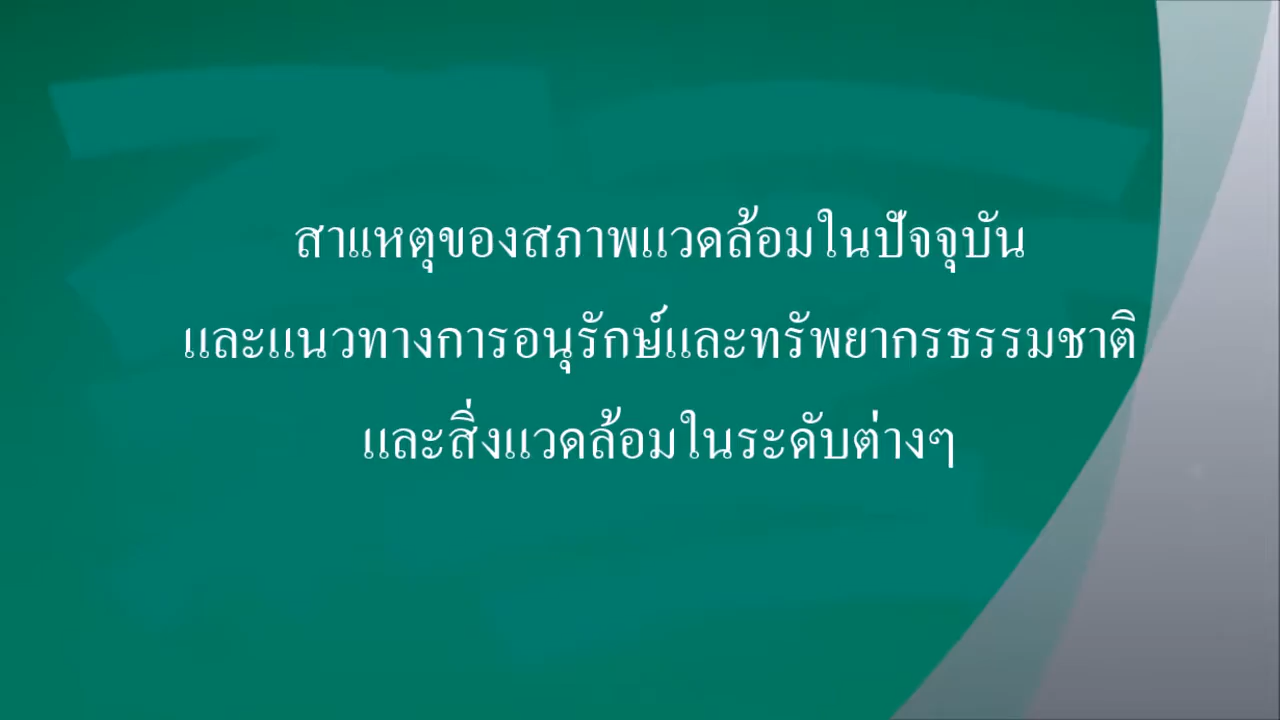 สาแหตุของสภาพแวดล้อมในปัจจุบัน
และแนวทางการอนุรักษ์และทรัพยากรธรรมชาติ
และสิ่งแวดล้อมในระดับต่างๆ